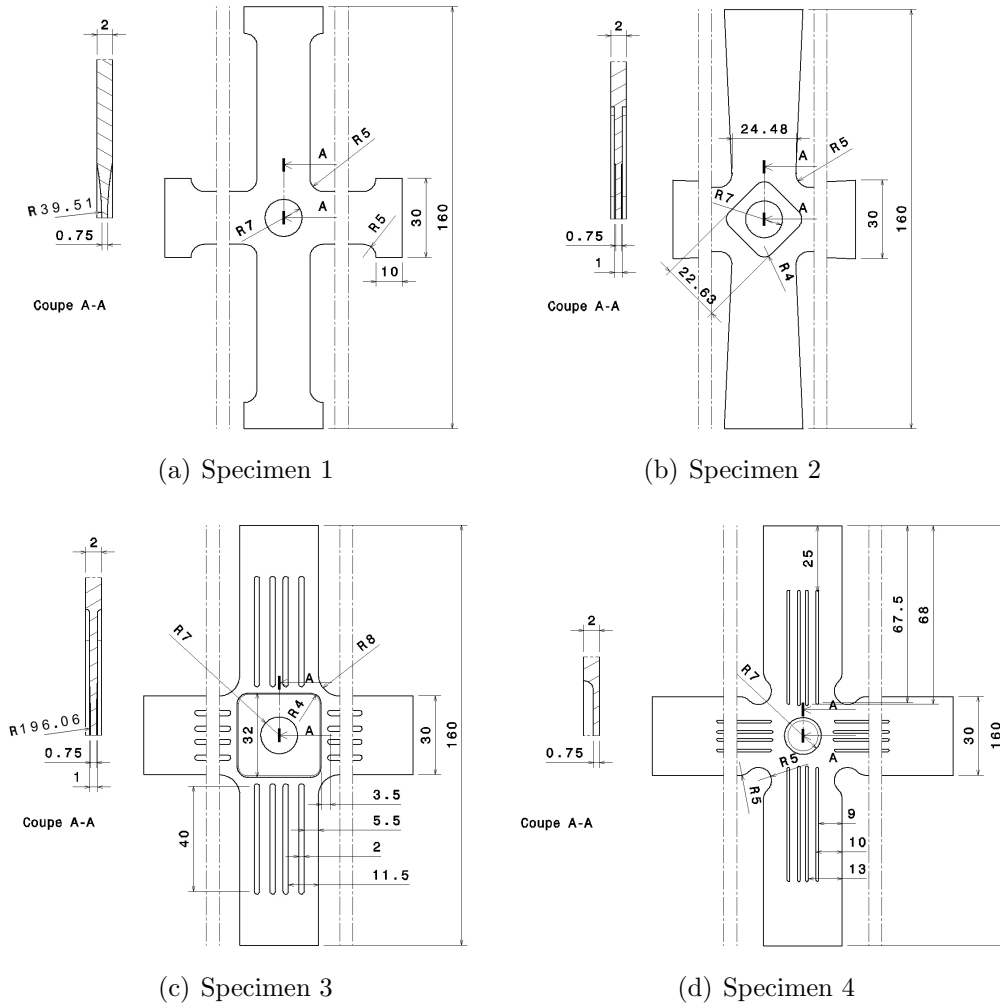 2
A
A
R5
R7
R5
R39.51
0.75
30
160
10
Coupe A-A
(a) Specimen 1
2
24.48
A
A
R5
R7
R4
22.63
0.75
1
30
160
Coupe A-A
(b) Specimen 2
2
R7
R8
A
A
R4
32
R196.06
0.75
1
30
160
40
3.5
5.5
2
11.5
Coupe A-A
(c) Specimen 3
2
25
67.5
68
R7
A
A
R5
R5
0.75
30
160
9
10
13
Coupe A-A
(d) Specimen 4